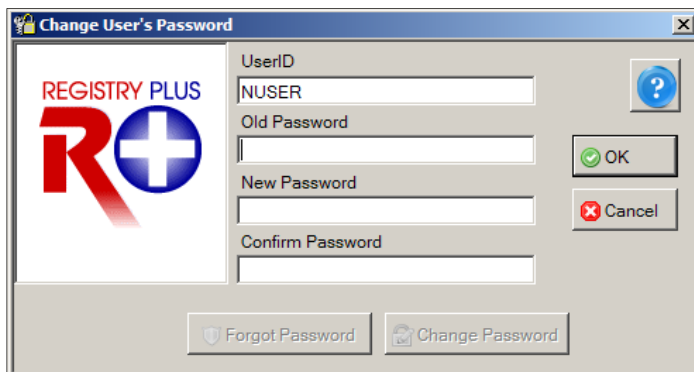 Change User's Password
REGISTRY PLUS
R+
UserID
NUSER
Old Password
New Password
Confirm Password
?
OK
Cancel
Forgot Password
Change Password